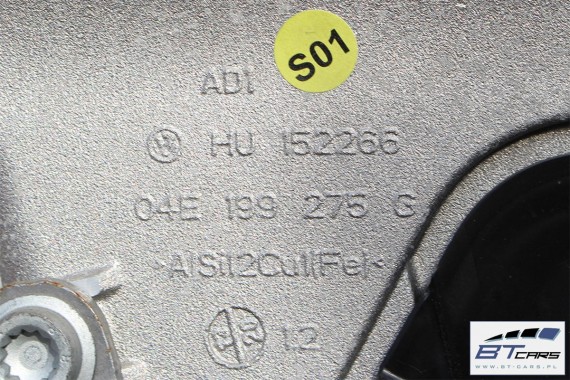 S01
ADI
HU 152266
04E 199 275 G
>AlSi12Cu1(Fe)<
12
BTCARS
WWW.BT-CARS.PL